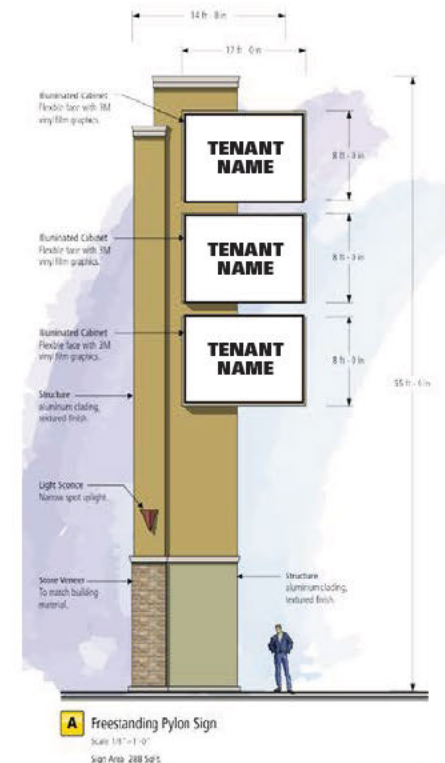 14 ft - 8 in
12 ft - 0 in
Illuminated Cabinet
Flexible face with 3M
vinyl film graphics.
TENANT
NAME
8 ft - 0 in
Illuminated Cabinet
Flexible face with 3M
vinyl film graphics.
TENANT
NAME
8 ft - 0 in
Illuminated Cabinet
Flexible face with 3M
vinyl film graphics.
TENANT
NAME
8 ft - 0 in
55 ft - in
Structure
aluminum clading,
textured finish.
Light Sconce
Narrow spot uplight.
Stone Veneer
To match building
material.
Structure
aluminum clading,
textured finish.
A Freestanding Pylon Sign
Scale 1/8"=1'-0"
Sign Area 288 Sq.ft.